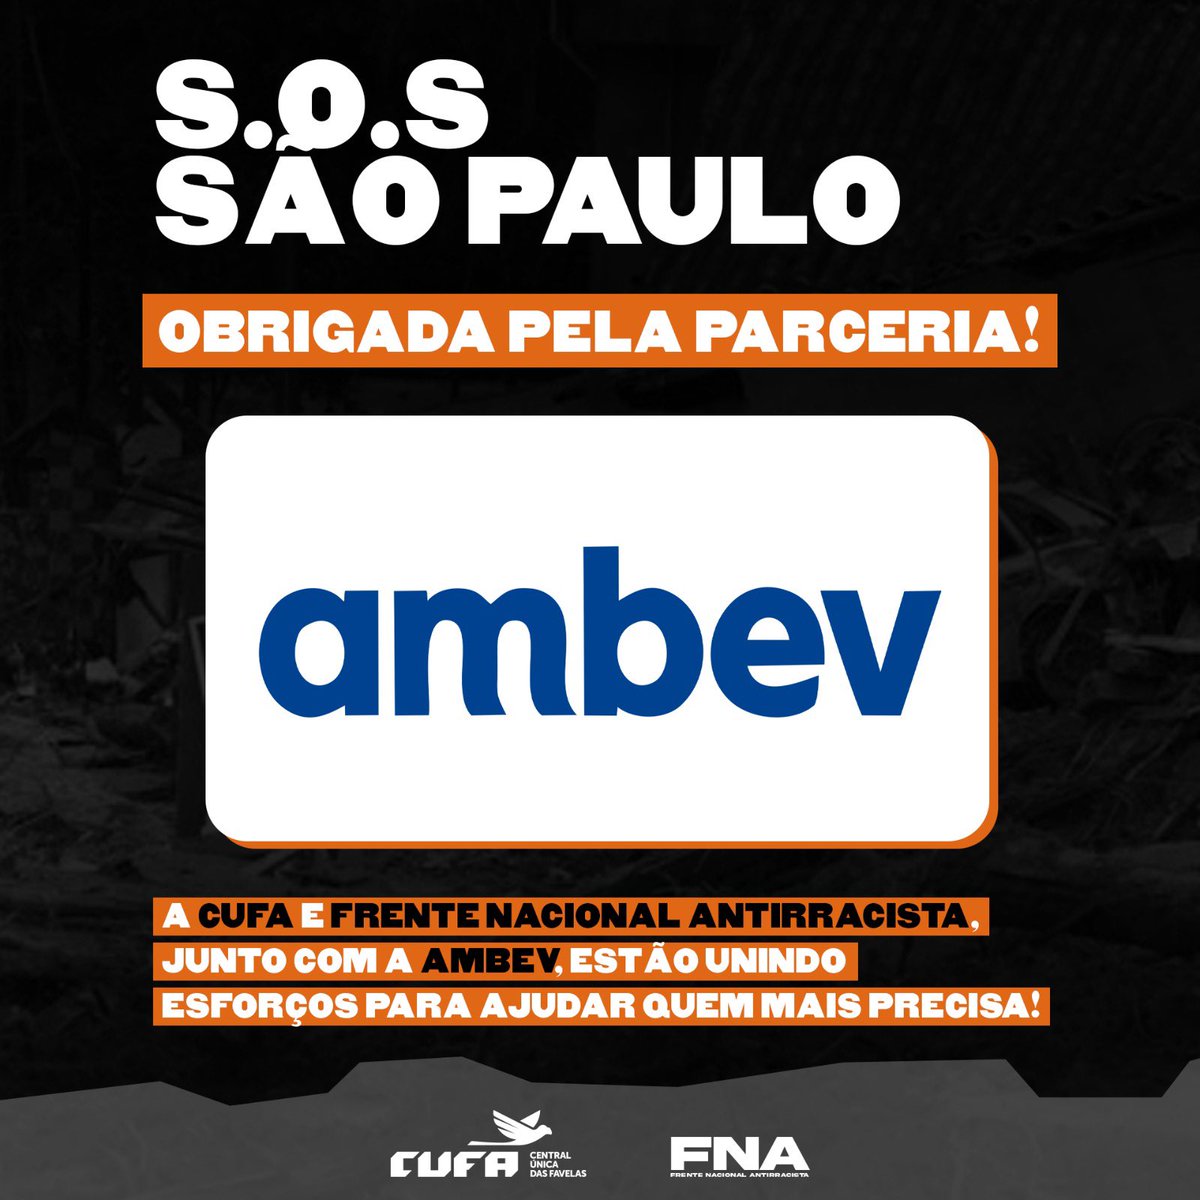 S.O.S
SÃO PAULO
OBRIGADA PELA PARCERIA!
ambev
A CUFA E FRENTE NACIONAL ANTIRRACISTA,
JUNTO COM A AMBEV, ESTÃO UNINDO
ESFORÇOS PARA AJUDAR QUEM MAIS PRECISA!
CUFA
CENTRAL
ÚNICA
DAS FAVELAS
FNA
FRENTE NACIONAL ANTIRRACISTA